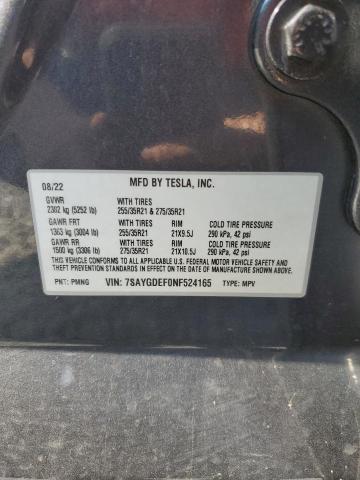 08/22 MFD BY TESLA, INC.
GVWR WITH TIRES
2382 kg (5252 lb) 255/35R21 & 275/35R21
GAWR FRT WITH TIRES RIM COLD TIRE PRESSURE
1363 kg (3004 lb) 255/35R21 21X9.5J 290 kPa, 42 psi
GAWR RR WITH TIRES RIM COLD TIRE PRESSURE
1500 kg (3306 lb) 275/35R21 21X10.5J 290 kPa, 42 psi
THIS VEHICLE CONFORMS TO ALL APPLICABLE U.S. FEDERAL MOTOR VEHICLE SAFETY
AND THEFT PREVENTION STANDARDS IN EFFECT ON THE DATE
OF MANUFACTURE SHOWN ABOVE.
PNT: PMNG VIN: 7SAYGDEF0NF524165 TYPE: MPV